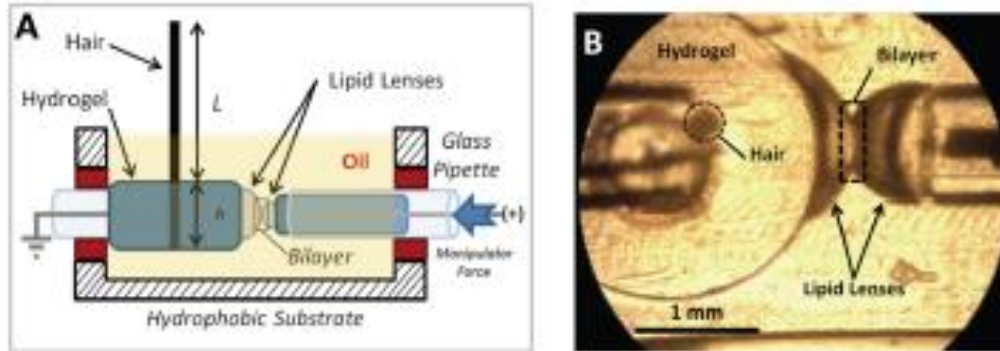 A
Hair
L
Lipid Lenses
Hydrogel
Oil
Glass
Pipette
h
(+)
Bilayer
Manipulator
Force
Hydrophobic Substrate
B
Hydrogel
Bilayer
Hair
Lipid Lenses
1 mm